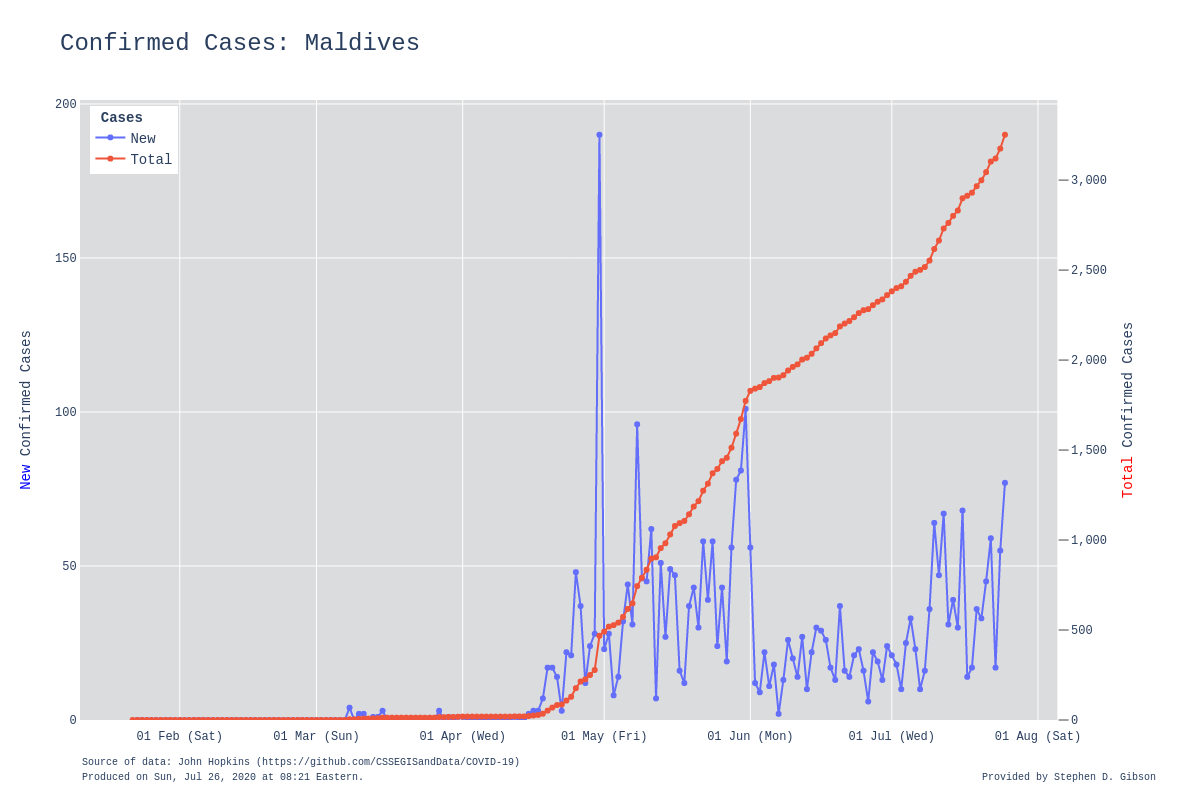 Confirmed Cases: Maldives
Cases
New
Total
200
150
100
50
0
3,000
2,500
2,000
1,500
1,000
500
0
New Confirmed Cases
Total Confirmed Cases
01 Feb (Sat) 01 Mar (Sun) 01 Apr (Wed) 01 May (Fri) 01 Jun (Mon) 01 Jul (Wed) 01 Aug (Sat)
Source of data: John Hopkins (https://github.com/CSSEGISandData/COVID-19)
Produced on Sun, Jul 26, 2020 at 08:21 Eastern.
Provided by Stephen D. Gibson